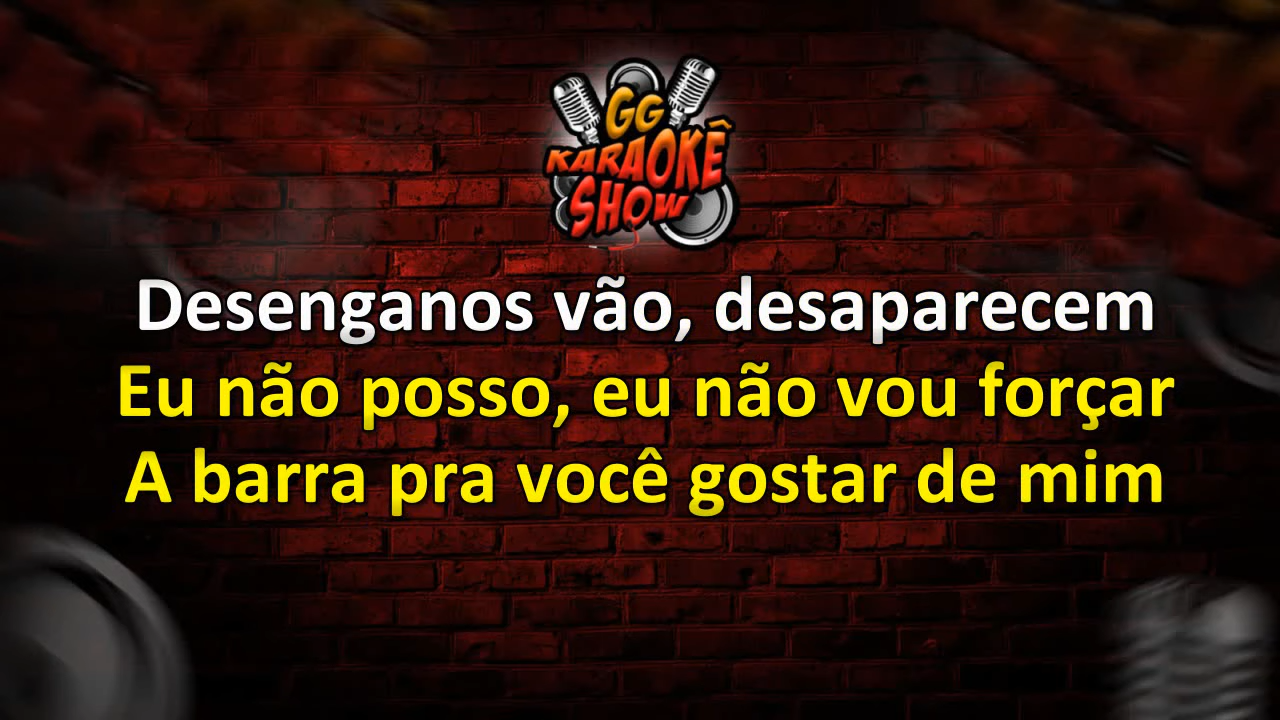 GG
KARAOKÊ
SHOW
Desenganos vão, desaparecem
Eu não posso, eu não vou forçar
A barra pra você gostar de mim